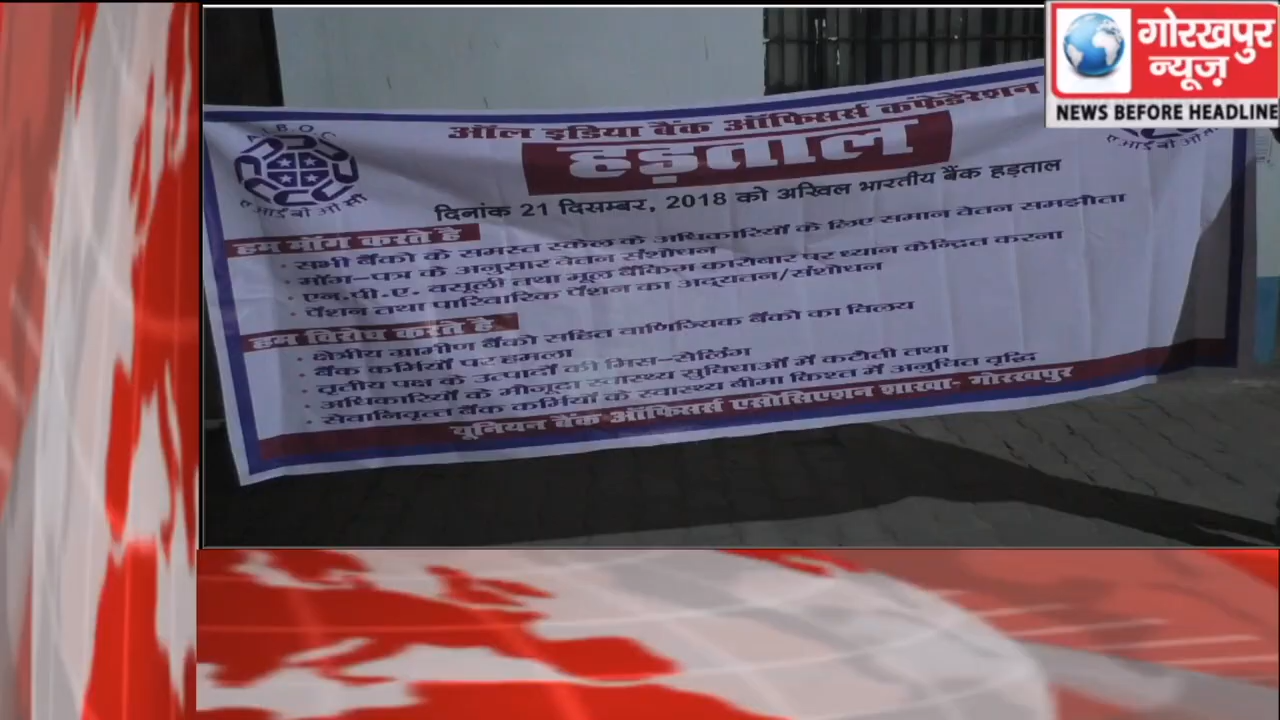 गोरखपुर
न्यूज़
NEWS BEFORE HEADLINE
A.I.B.O.C
ए आई बी ओ सी
ऑल इंडिया बैंक ऑफिसर्स कंफेडेरेशन
हड़ताल
दिनांक 21 दिसम्बर, 2018 को अखिल भारतीय बैंक हड़ताल
हम मांग करते है
· सभी बैंको के समस्त स्केल के अधिकारियों के लिए समान वेतन समझौता
· माँग-पत्र के अनुसार वेतन संशोधन
· एन.पी.ए. वसूली तथा मूल बैंकिग कारोबार पर ध्यान केन्द्रित करना
· पेंशन तथा पारिवारिक पेंशन का अद्यतन/संशोधन
हम विरोध करते है
· क्षेत्रीय ग्रामीण बैंको सहित वाणिज्यिक बैंको का विलय
· बैंक कर्मियों पर हमला
· तृतीय पक्ष के उत्पादों की मिस-सेलिंग
· अधिकारियों के मौजूदा स्वास्थ्य सुविधाओं में कटौती तथा
· सेवानिवृत्त बैंक कर्मियों के स्वास्थ्य बीमा किश्त में अनुचित वृद्धि
यूनियन बैंक ऑफिसर्स एसोसिएशन शाखा- गोरखपुर